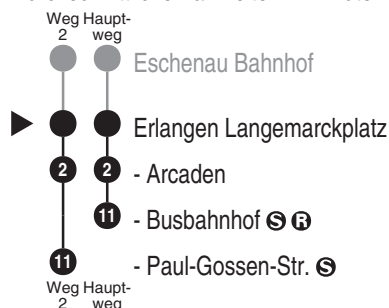 Weg Haupt-
2 weg
Eschenau Bahnhof
Erlangen Langemarckplatz
2 2 - Arcaden
11 - Busbahnhof S R
11 - Paul-Gossen-Str. S
Weg Haupt-
2 weg